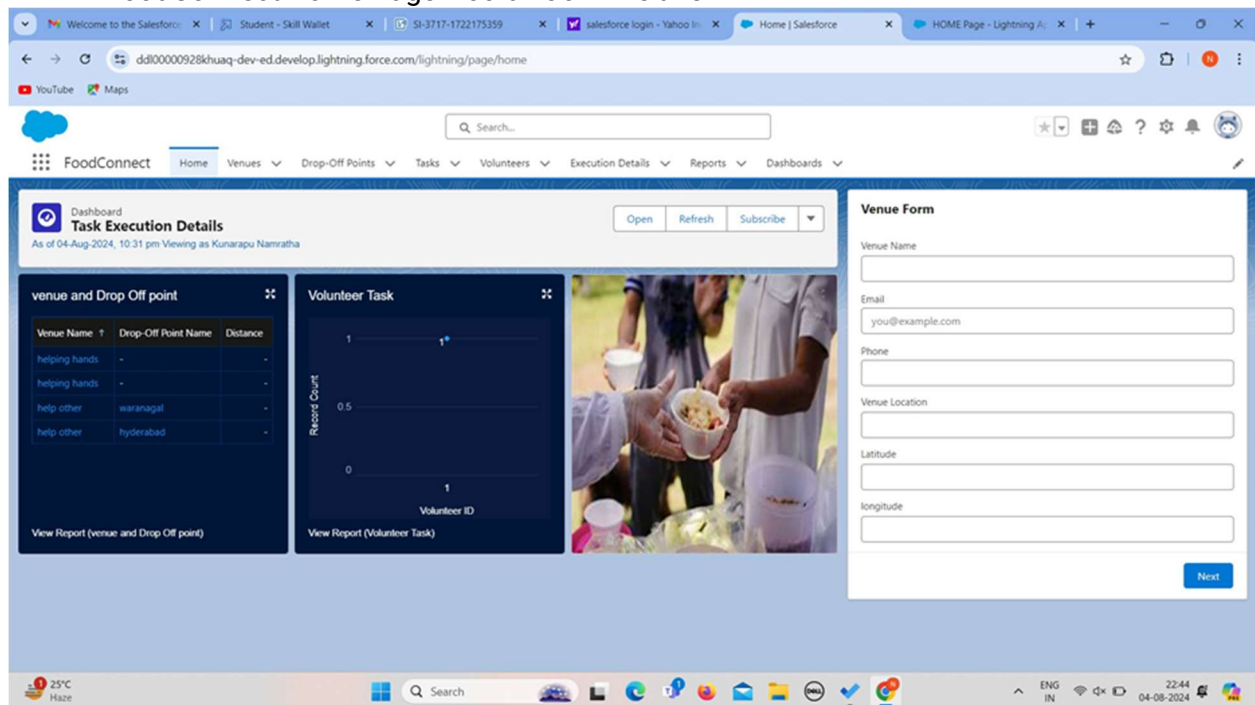 Welcome to the Salesforce
Student - Skill Wallet
SI-3717-1722175359
salesforce login - Yahoo In
Home | Salesforce
HOME Page - Lightning Ap
ddl00000928khuaq-dev-ed.develop.lightning.force.com/lightning/page/home
N
YouTube
Maps
Search...
FoodConnect
Home
Venues
Drop-Off Points
Tasks
Volunteers
Execution Details
Reports
Dashboards
Dashboard
Task Execution Details
As of 04-Aug-2024, 10:31 pm Viewing as Kunarapu Namratha
Open
Refresh
Subscribe
venue and Drop Off point
Venue Name ↑ Drop-Off Point Name Distance
helping hands - -
helping hands - -
help other waranagal -
help other hyderabad -
View Report (venue and Drop Off point)
Volunteer Task
Record Count
1
1
0.5
0
1
Volunteer ID
View Report (Volunteer Task)
Venue Form
Venue Name
Email
you@example.com
Phone
Venue Location
Latitude
longitude
Next
25°C
Haze
Search
DELL
ENG
IN
22:44
04-08-2024